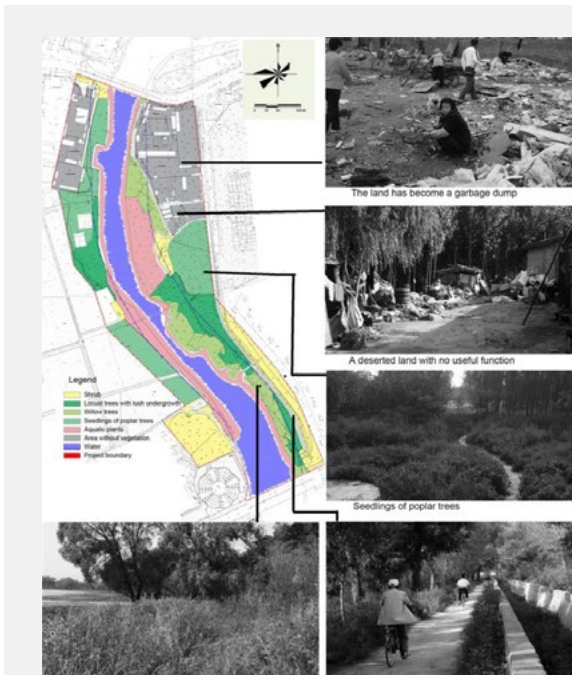 The land has become a garbage dump
A deserted land with no useful function
Legend
Shrub
Locust trees with lush undergrowth
Willow trees
Seedlings of poplar trees
Aquatic plants
Area without vegetation
Water
Project boundary
Seedlings of poplar trees